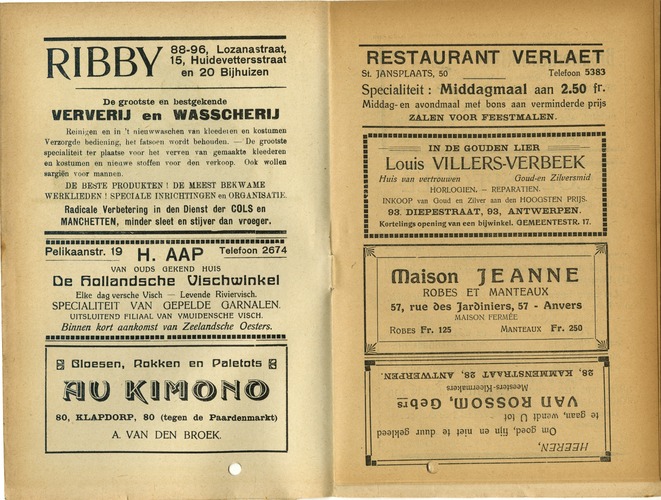 RIBBY
88-96, Lozanastraat,
15, Huidevettersstraat
en 20 Bijhuizen
De grootste en bestgekende
VERVERIJ en WASSCHERIJ
Reinigen en in 't nieuwwaschen van kleederen en kostumen
Verzorgde bediening, het fatsoen wordt behouden. — De grootste
specialiteit ter plaatse voor het verven van gemaakte kleederen
en kostumen en nieuwe stoffen voor den verkoop. Ook wollen
sargiën voor mannen.
DE BESTE PRODUKTEN ! DE MEEST BEKWAME
WERKLIEDEN ! SPECIALE INRICHTINGEN en ORGANISATIE.
Radicale Verbetering in den Dienst der COLS en
MANCHETTEN, minder sleet en stijver dan vroeger.
Pelikaanstr. 19 H. AAP Telefoon 2674
VAN OUDS GEKEND HUIS
De Hollandsche Vischwinkel
Elke dag versche Visch — Levende Riviervisch.
SPECIALITEIT VAN GEPELDE GARNALEN.
UITSLUITEND FILIAAL VAN YMUIDENSCHE VISCH.
Binnen kort aankomst van Zeelandsche Oesters.
Bloesen, Rokken en Paletots
AU KIMONO
80, KLAPDORP, 80 (tegen de Paardenmarkt)
A. VAN DEN BROEK.
RESTAURANT VERLAET
St. JANSPLAATS, 50 Telefoon 5383
Specialiteit : Middagmaal aan 2.50 fr.
Middag- en avondmaal met bons aan verminderde prijs
ZALEN VOOR FEESTMALEN.
IN DE GOUDEN LIER
Louis VILLERS-VERBEEK
Huis van vertrouwen Goud-en Zilversmid
HORLOGIEN. – REPARATIEN.
INKOOP van Goud en Zilver aan den HOOGSTEN PRIJS.
93. DIEPESTRAAT, 93, ANTWERPEN.
Kortelings opening van een bijwinkel. GEMEENTESTR. 17.
Maison JEANNE
ROBES ET MANTEAUX
57, rue des Jardiniers, 57 - Anvers
MAISON FERMÉE
ROBES Fr. 125 MANTEAUX Fr. 250
HEEREN,
Om goed, fijn en niet te duur gekleed
te gaan, wendt U tot
VAN ROSSOM, Gebrs
Meesters-Kleermakers
28, KAMMENSTRAAT 28, ANTWERPEN.